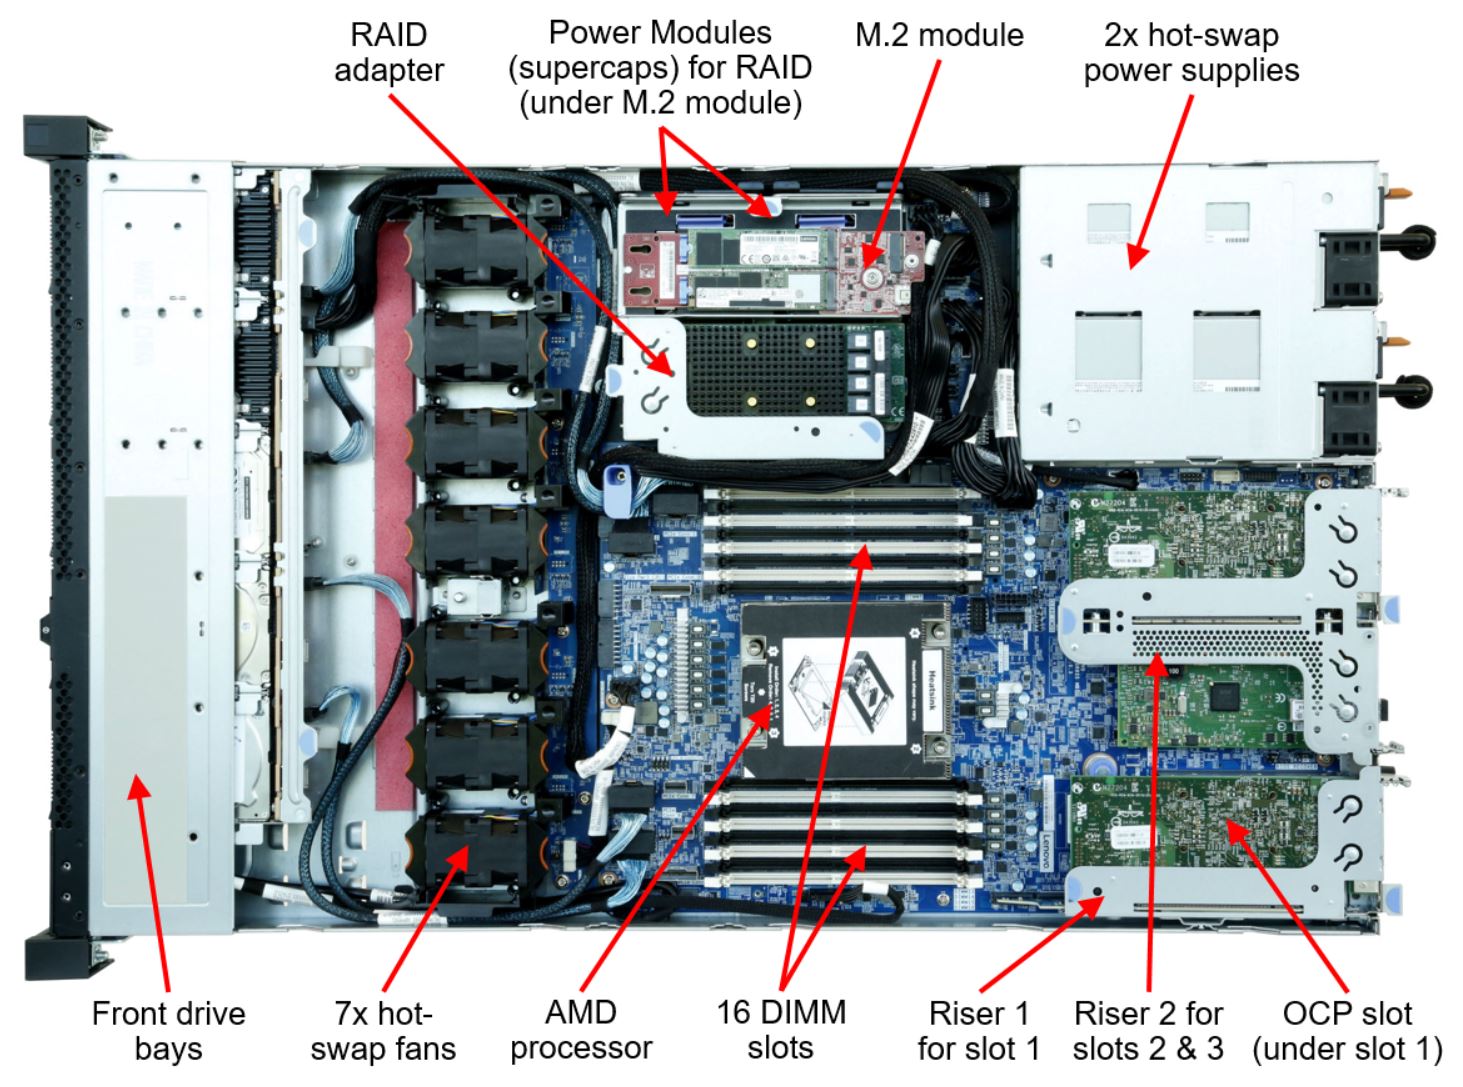 RAID
adapter
Power Modules
(supercaps) for RAID
(under M.2 module)
M.2 module
2x hot-swap
power supplies
Heatsink
Lenovo
Front drive
bays
7x hot-
swap fans
AMD
processor
16 DIMM
slots
Riser 1
for slot 1
Riser 2 for
slots 2 & 3
OCP slot
(under slot 1)